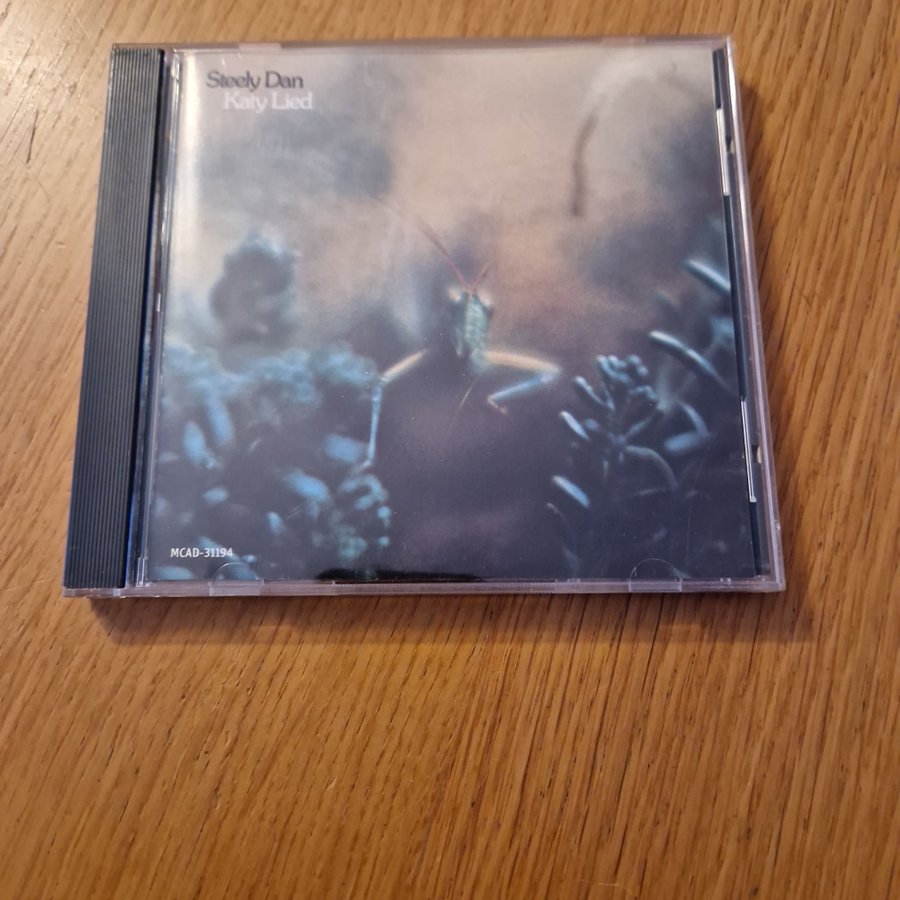 Steely Dan
Katy Lied
MCAD-31194